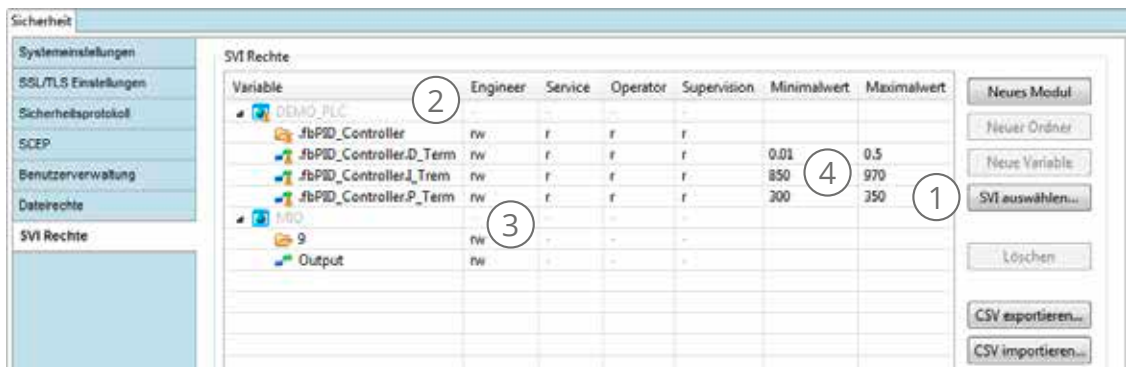 Sicherheit
Systemeinstellungen
SSL/TLS Einstellungen
Sicherheitsprotokoll
SCEP
Benutzerverwaltung
Dateirechte
SVI Rechte
SVI Rechte
Variable Engineer Service Operator Supervision Minimalwert Maximalwert
2
DEMO_PLC - - - -
.fbPID_Controller rw r r r
.fbPID_Controller.D_Term rw r r r 0.01 0.5
.fbPID_Controller.I_Trem rw r r r 850 970
4
.fbPID_Controller.P_Term rw r r r 300 350
1
MIO - - - -
3
9 rw - - -
Output rw - - -
Neues Modul
Neuer Ordner
Neue Variable
SVI auswählen...
Löschen
CSV exportieren...
CSV importieren...